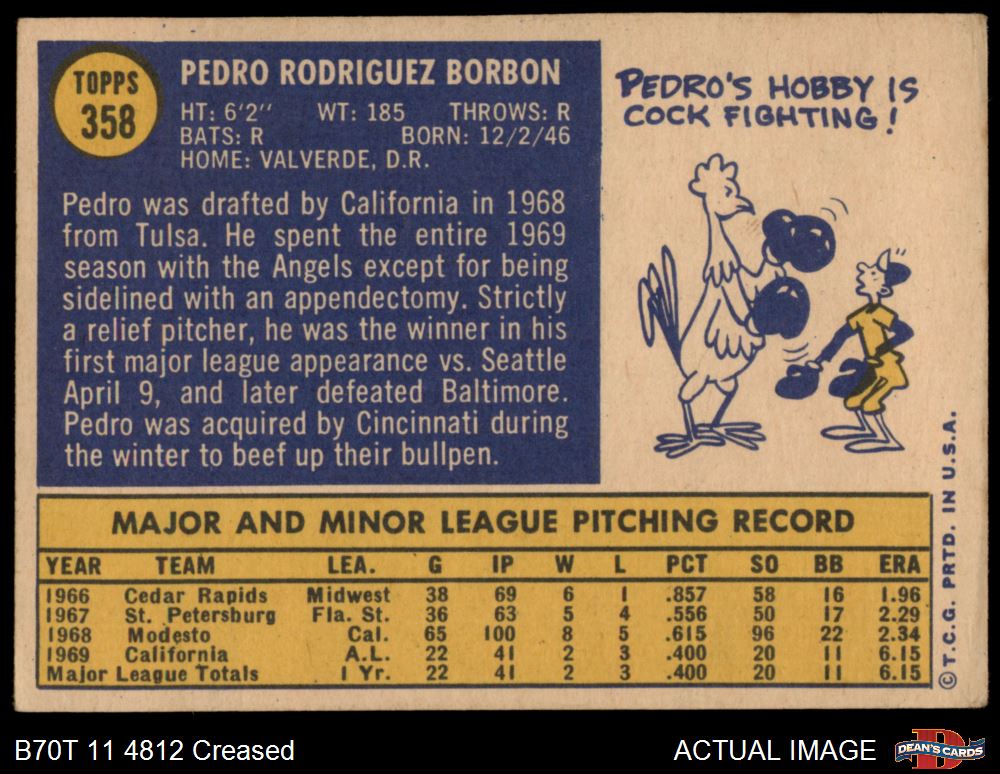 TOPPS
358
PEDRO RODRIGUEZ BORBON
HT: 6'2" WT: 185 THROWS: R
BATS: R BORN: 12/2/46
HOME: VALVERDE, D.R.
Pedro was drafted by California in 1968
from Tulsa. He spent the entire 1969
season with the Angels except for being
sidelined with an appendectomy. Strictly
a relief pitcher, he was the winner in his
first major league appearance vs. Seattle
April 9, and later defeated Baltimore.
Pedro was acquired by Cincinnati during
the winter to beef up their bullpen.
PEDRO'S HOBBY IS
COCK FIGHTING!
MAJOR AND MINOR LEAGUE PITCHING RECORD
YEAR TEAM LEA. G IP W L PCT SO BB ERA
1966 Cedar Rapids Midwest 38 69 6 1 .857 58 16 1.96
1967 St. Petersburg Fla. St. 36 63 5 4 .556 50 17 2.29
1968 Modesto Cal. 65 100 8 5 .615 96 22 2.34
1969 California A.L. 22 41 2 3 .400 20 11 6.15
Major League Totals 1 Yr. 22 41 2 3 .400 20 11 6.15
©T.C.G. PRTD. IN U.S.A.
B70T 11 4812 Creased
ACTUAL IMAGE
D
DEAN'S CARDS